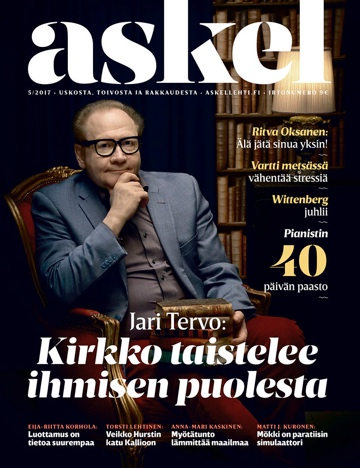 askel
5/2017 • USKOSTA, TOIVOSTA JA RAKKAUDESTA • ASKELLEHTI.FI • IRTONUMERO 9€
Ritva Oksanen:
Älä jätä sinua yksin!
Vartti metsässä
vähentää stressiä
Wittenberg
juhlii
Pianistin
40
päivän paasto
Jari Tervo:
Kirkko taistelee
ihmisen puolesta
EIJA-RIITTA KORHOLA:
Luottamus on
tietoa suurempaa
TORSTI LEHTINEN:
Veikko Hurstin
katu Kallioon
ANNA-MARI KASKINEN:
Myötätunto
lämmittää maailmaa
MATTI J. KURONEN:
Mökki on paratiisin
simulaattori